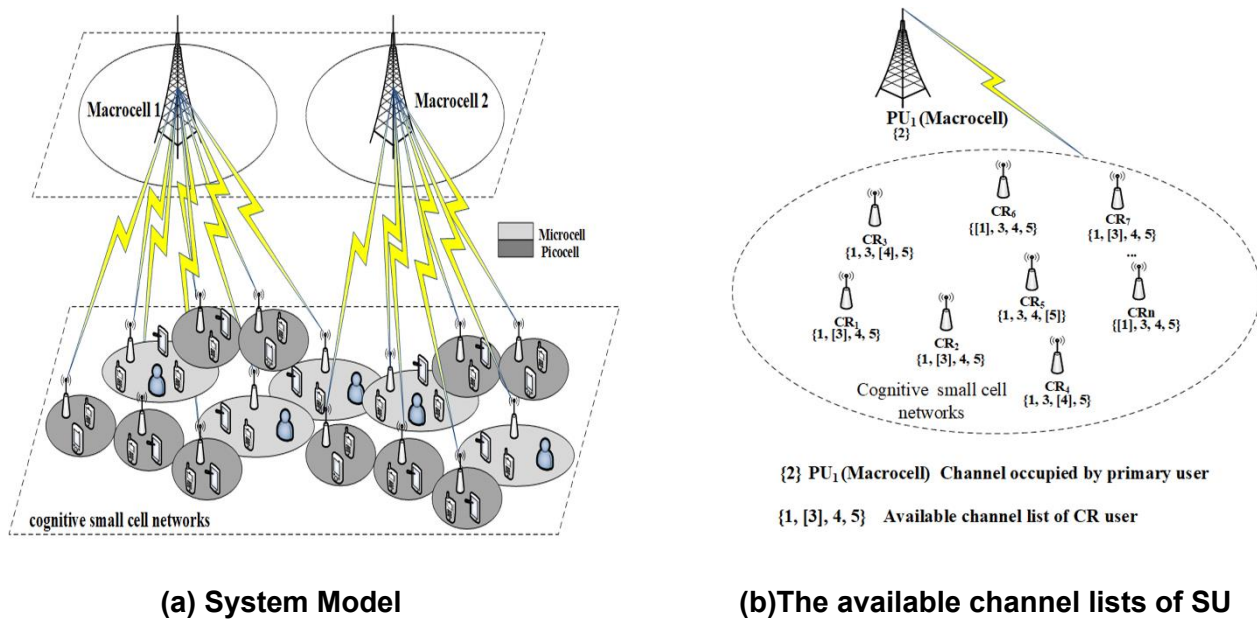 Macrocell 1
Macrocell 2
Microcell
Picocell
cognitive small cell networks
(a) System Model
PU₁ (Macrocell)
{2}
CR₆
{[1], 3, 4, 5}
CR₇
{1, [3], 4, 5}
...
CR₃
{1, 3, [4], 5}
CR₅
{1, 3, 4, [5]}
CRn
{[1], 3, 4, 5}
CR₁
{1, [3], 4, 5}
CR₂
{1, [3], 4, 5}
CR₄
{1, 3, [4], 5}
Cognitive small cell
networks
{2} PU₁ (Macrocell) Channel occupied by primary user
{1, [3], 4, 5} Available channel list of CR user
(b)The available channel lists of SU